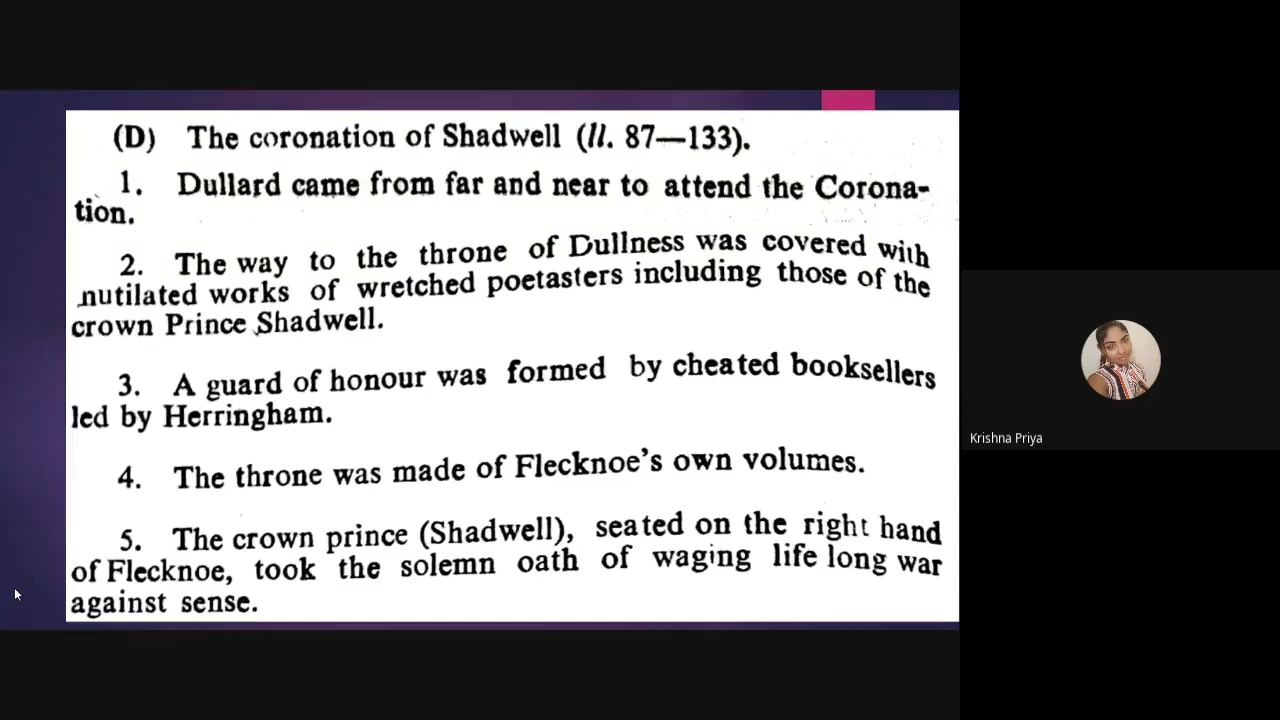 (D) The coronation of Shadwell (ll. 87—133).
1. Dullard came from far and near to attend the Corona-
tion.
2. The way to the throne of Dullness was covered with
nutilated works of wretched poetasters including those of the
crown Prince Shadwell.
3. A guard of honour was formed by cheated booksellers
led by Herringham.
4. The throne was made of Flecknoe's own volumes.
5. The crown prince (Shadwell), seated on the right hand
of Flecknoe, took the solemn oath of waging life long war
against sense.
Krishna Priya